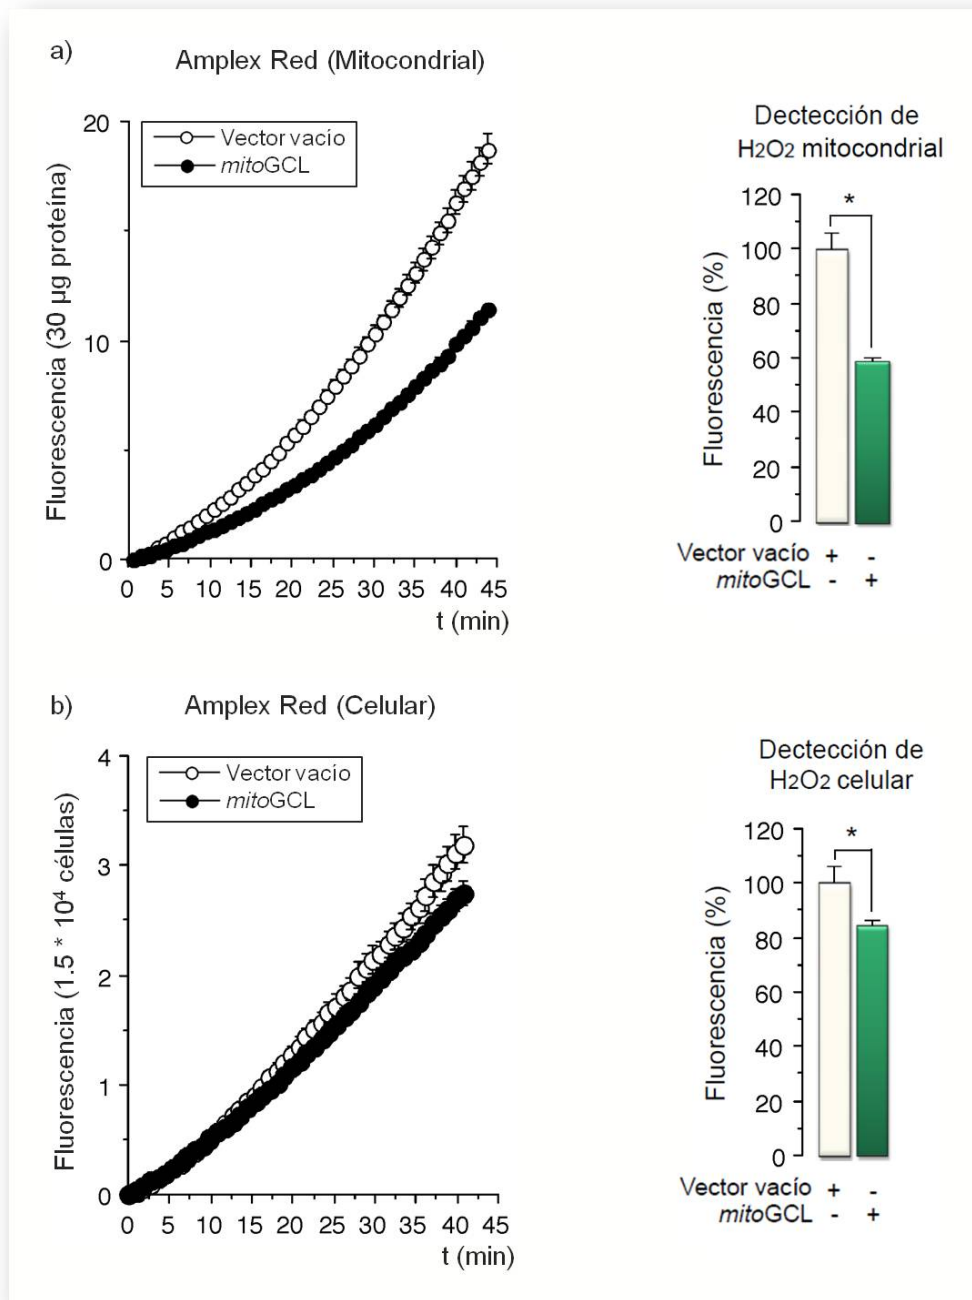 a)
Amplex Red (Mitocondrial)
Fluorescencia (30 µg proteína)
20
10
0
Vector vacío
mitoGCL
0 5 10 15 20 25 30 35 40 45
t (min)
Dectección de
H2O2 mitocondrial
Fluorescencia (%)
120
100
80
60
40
20
0
*
Vector vacío + -
mitoGCL - +
b)
Amplex Red (Celular)
Fluorescencia (1.5 * 10⁴ células)
4
3
2
1
0
Vector vacío
mitoGCL
0 5 10 15 20 25 30 35 40 45
t (min)
Dectección de
H2O2 celular
Fluorescencia (%)
120
100
80
60
40
20
0
*
Vector vacío + -
mitoGCL - +